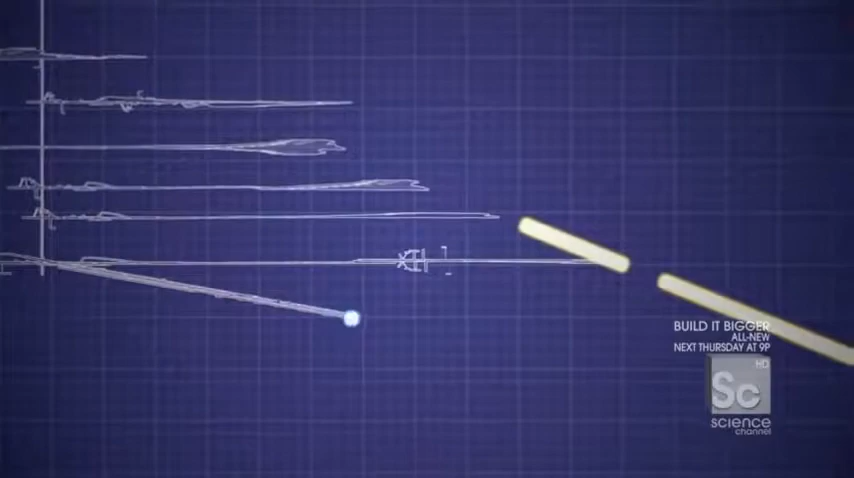 BUILD IT BIGGER
ALL-NEW
NEXT THURSDAY AT 9P
HD
Sc
science
channel